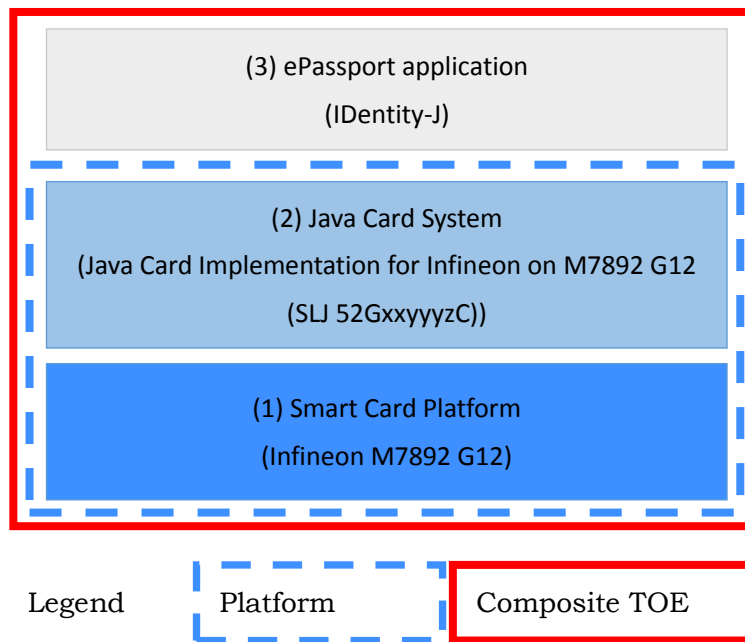 (3) ePassport application
(IDentity-J)
(2) Java Card System
(Java Card Implementation for Infineon on M7892 G12
(SLJ 52GxxyyyzC))
(1) Smart Card Platform
(Infineon M7892 G12)
Legend
Platform
Composite TOE